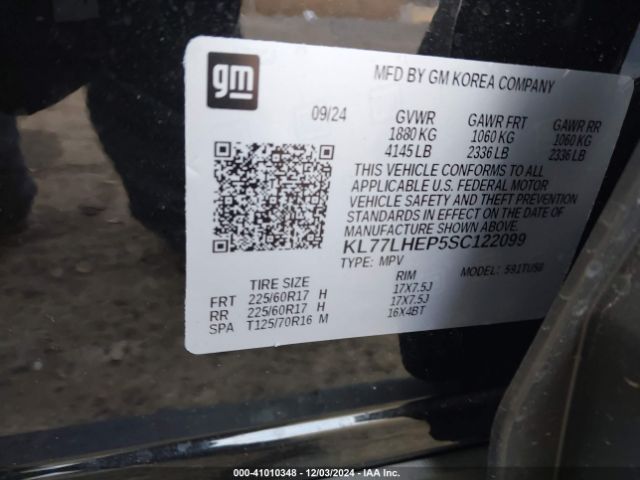 gm
MFD BY GM KOREA COMPANY
09/24 GVWR GAWR FRT GAWR RR
1880 KG 1060 KG 1060 KG
4145 LB 2336 LB 2336 LB
THIS VEHICLE CONFORMS TO ALL
APPLICABLE U.S. FEDERAL MOTOR
VEHICLE SAFETY AND THEFT PREVENTION
STANDARDS IN EFFECT ON THE DATE OF
MANUFACTURE SHOWN ABOVE.
KL77LHEP5SC122099
TYPE: MPV MODEL: 591TU58
TIRE SIZE RIM
FRT 225/60R17 H 17X7.5J
RR 225/60R17 H 17X7.5J
SPA T125/70R16 M 16X4BT
000-41010348 - 12/03/2024 - IAA Inc.